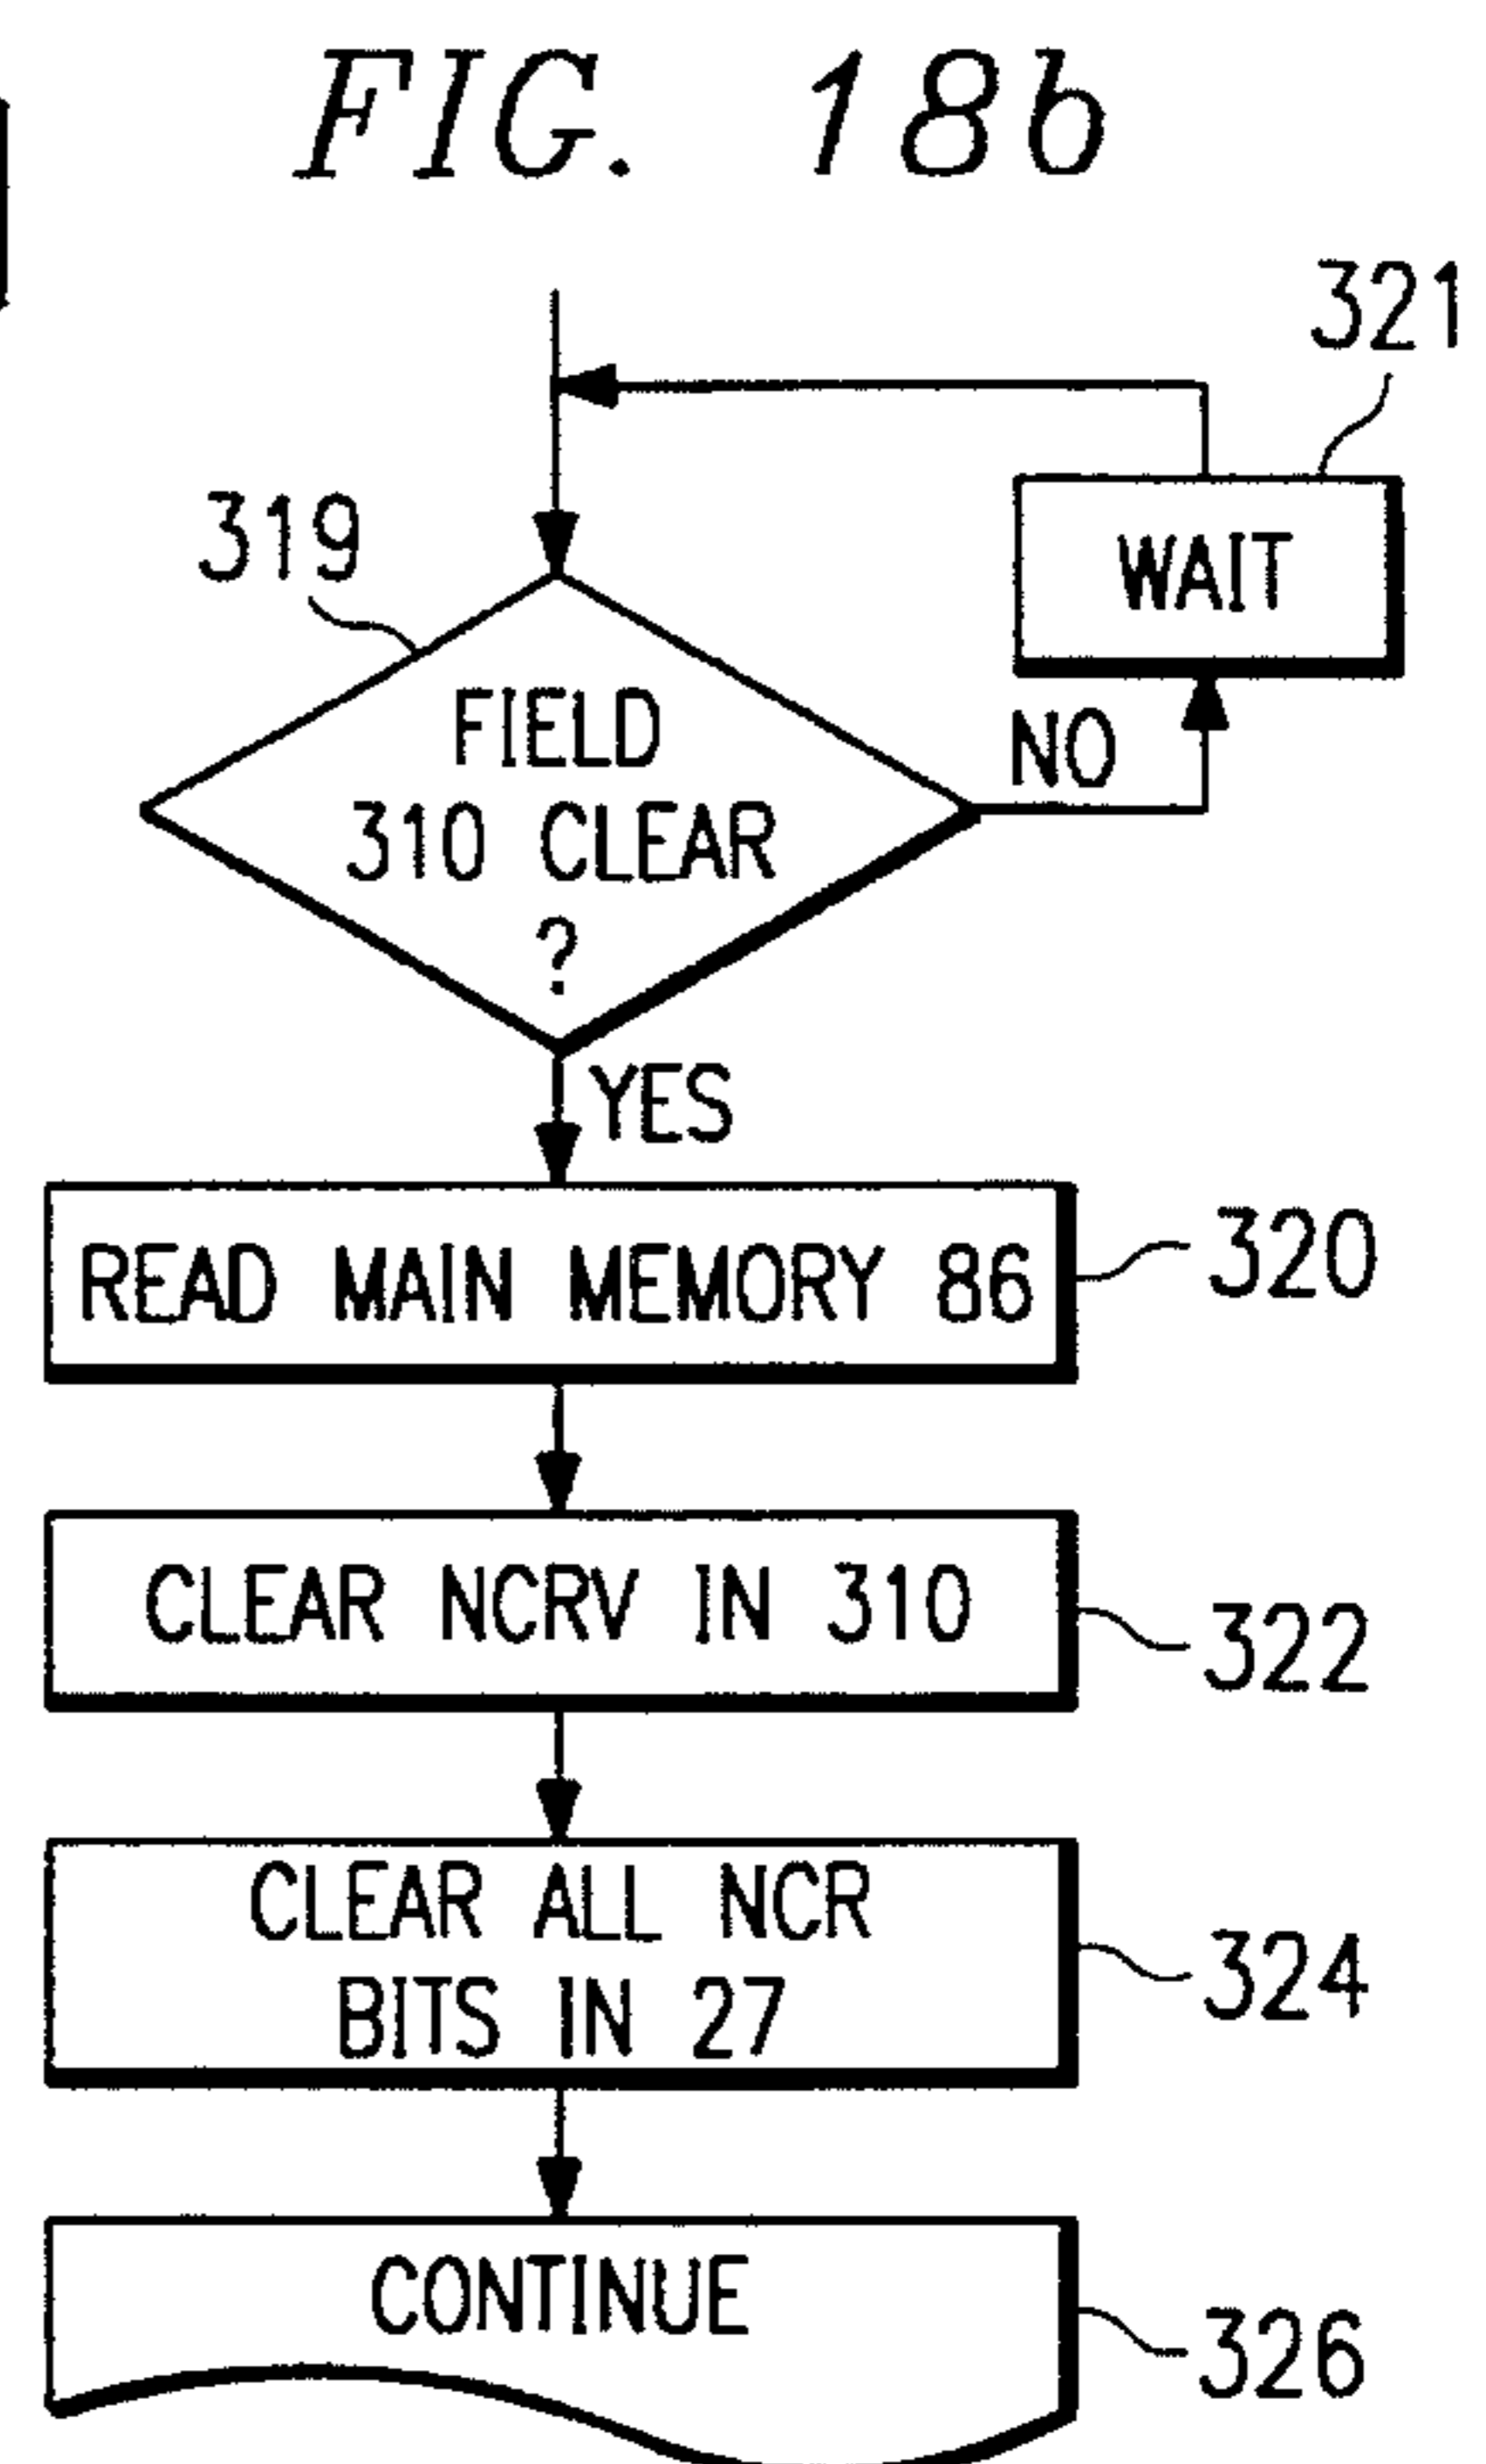 FIG. 18b
321
WAIT
319
FIELD
310 CLEAR
?
NO
YES
READ MAIN MEMORY 86
320
CLEAR NCRV IN 310
322
CLEAR ALL NCR
BITS IN 27
324
CONTINUE
326